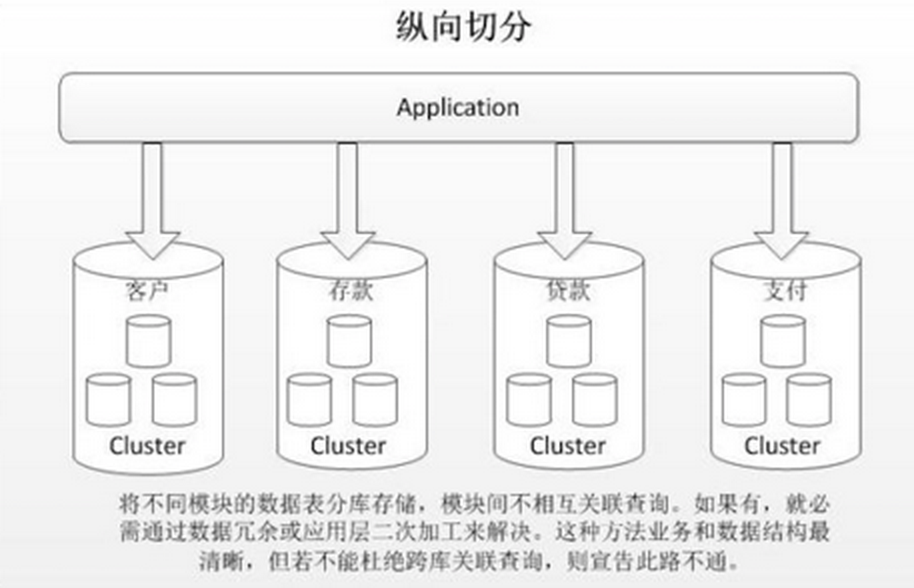 纵向切分
Application
客户 存款 贷款 支付
Cluster Cluster Cluster Cluster
将不同模块的数据表分库存储，模块间不相互关联查询。如果有，就必
需通过数据冗余或应用层二次加工来解决。这种方法业务和数据结构最
清晰，但若不能杜绝跨库关联查询，则宣告此路不通。